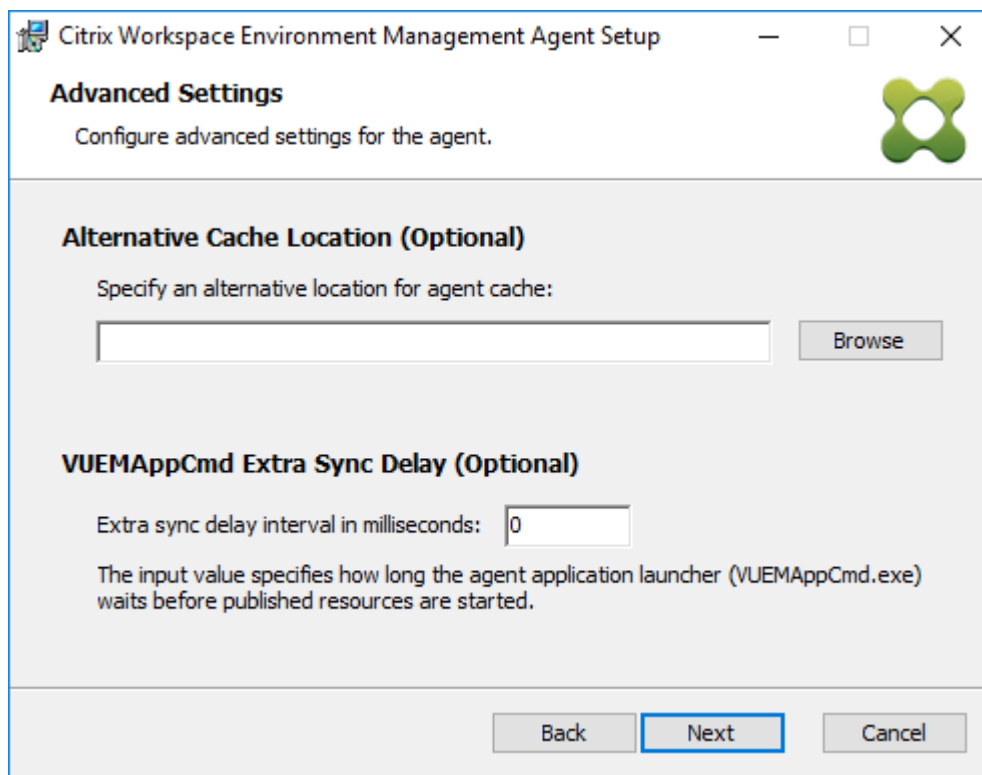 Citrix Workspace Environment Management Agent Setup
Advanced Settings
Configure advanced settings for the agent.
Alternative Cache Location (Optional)
Specify an alternative location for agent cache:
Browse
VUEMAppCmd Extra Sync Delay (Optional)
Extra sync delay interval in milliseconds: 0
The input value specifies how long the agent application launcher (VUEMAppCmd.exe)
waits before published resources are started.
Back Next Cancel